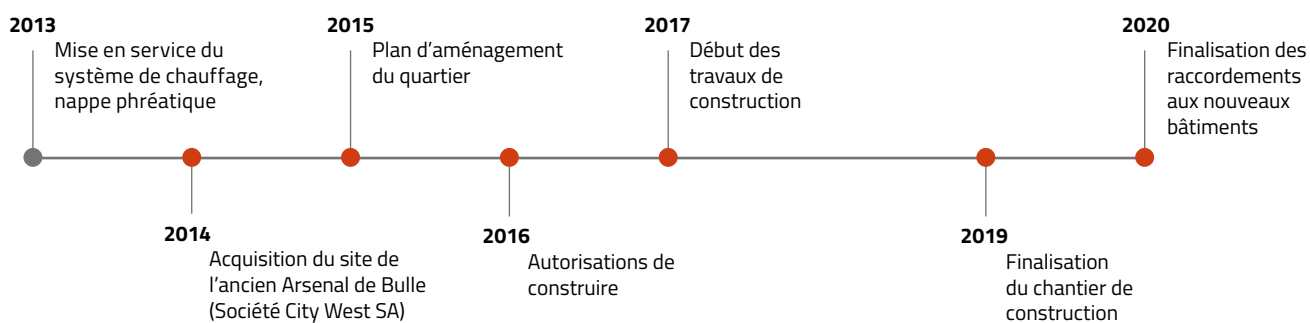 2013
Mise en service du
système de chauffage,
nappe phréatique
2014
Acquisition du site de
l'ancien Arsenal de Bulle
(Société City West SA)
2015
Plan d'aménagement
du quartier
2016
Autorisations de
construire
2017
Début des
travaux de
construction
2019
Finalisation
du chantier de
construction
2020
Finalisation des
raccordements
aux nouveaux
bâtiments